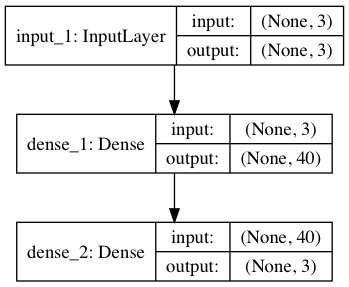 input_1: InputLayer
input: (None, 3)
output: (None, 3)
dense_1: Dense
input: (None, 3)
output: (None, 40)
dense_2: Dense
input: (None, 40)
output: (None, 3)